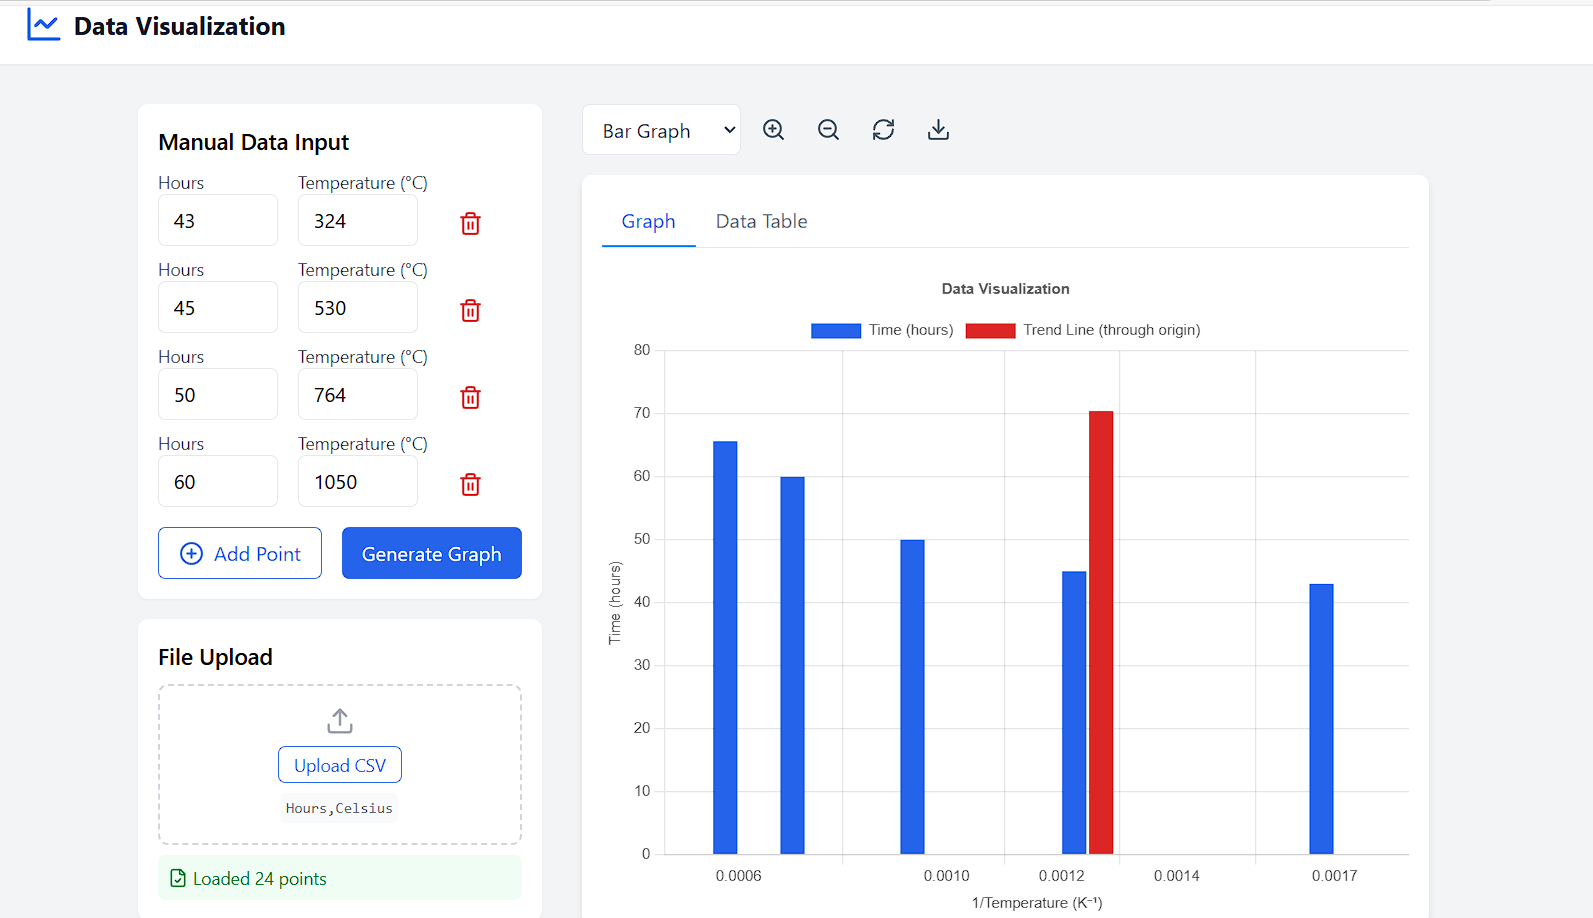 Data Visualization
Manual Data Input
Hours Temperature (°C)
43 324
Hours Temperature (°C)
45 530
Hours Temperature (°C)
50 764
Hours Temperature (°C)
60 1050
Add Point Generate Graph
File Upload
Upload CSV
Hours,Celsius
Loaded 24 points
Bar Graph
Graph Data Table
Data Visualization
Time (hours) Trend Line (through origin)
80
70
60
50
40
30
20
10
0
Time (hours)
0.0006 0.0010 0.0012 0.0014 0.0017
1/Temperature (K⁻¹)